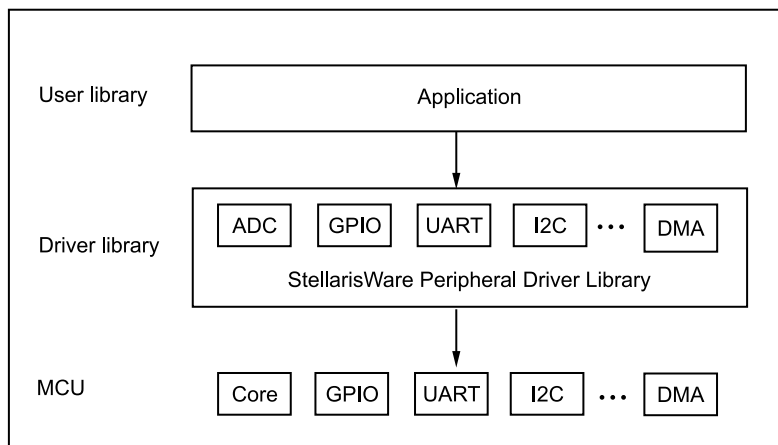 User library
Application
Driver library
ADC GPIO UART I2C ••• DMA
StellarisWare Peripheral Driver Library
MCU
Core GPIO UART I2C ••• DMA